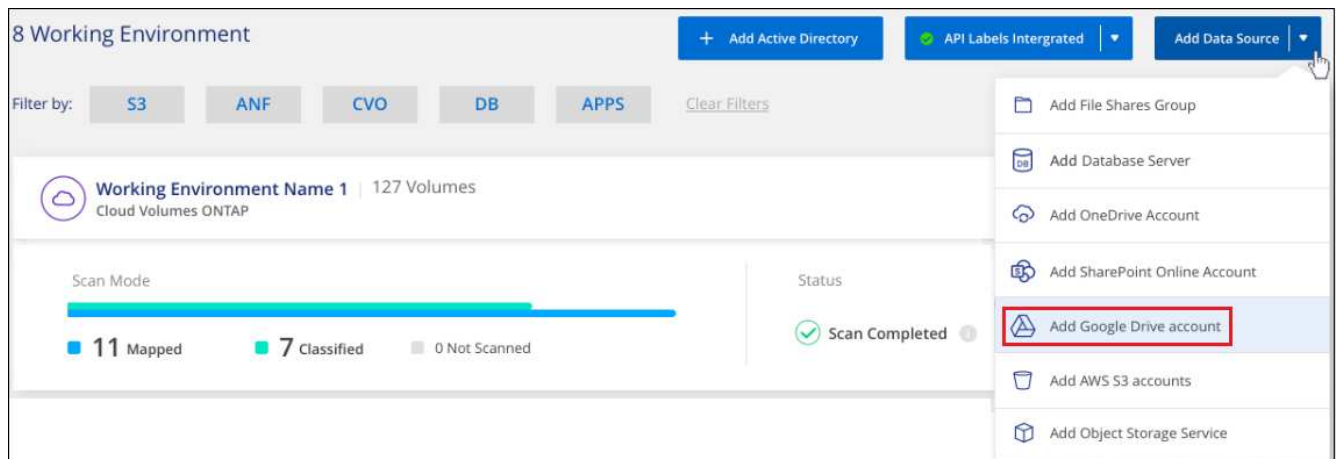 8 Working Environment
+ Add Active Directory
API Labels Intergrated
Add Data Source
Filter by:
S3
ANF
CVO
DB
APPS
Clear Filters
Add File Shares Group
DB
Add Database Server
Working Environment Name 1 | 127 Volumes
Cloud Volumes ONTAP
Add OneDrive Account
S
Add SharePoint Online Account
Scan Mode
Status
Add Google Drive account
11 Mapped
7 Classified
0 Not Scanned
Scan Completed
i
Add AWS S3 accounts
Add Object Storage Service